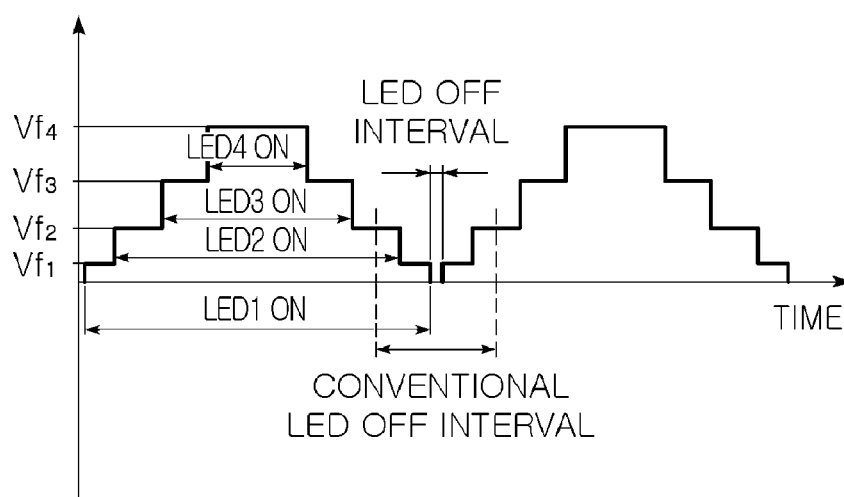 LED OFF
INTERVAL
Vf4
LED4 ON
Vf3
LED3 ON
Vf2
LED2 ON
Vf1
LED1 ON
TIME
CONVENTIONAL
LED OFF INTERVAL